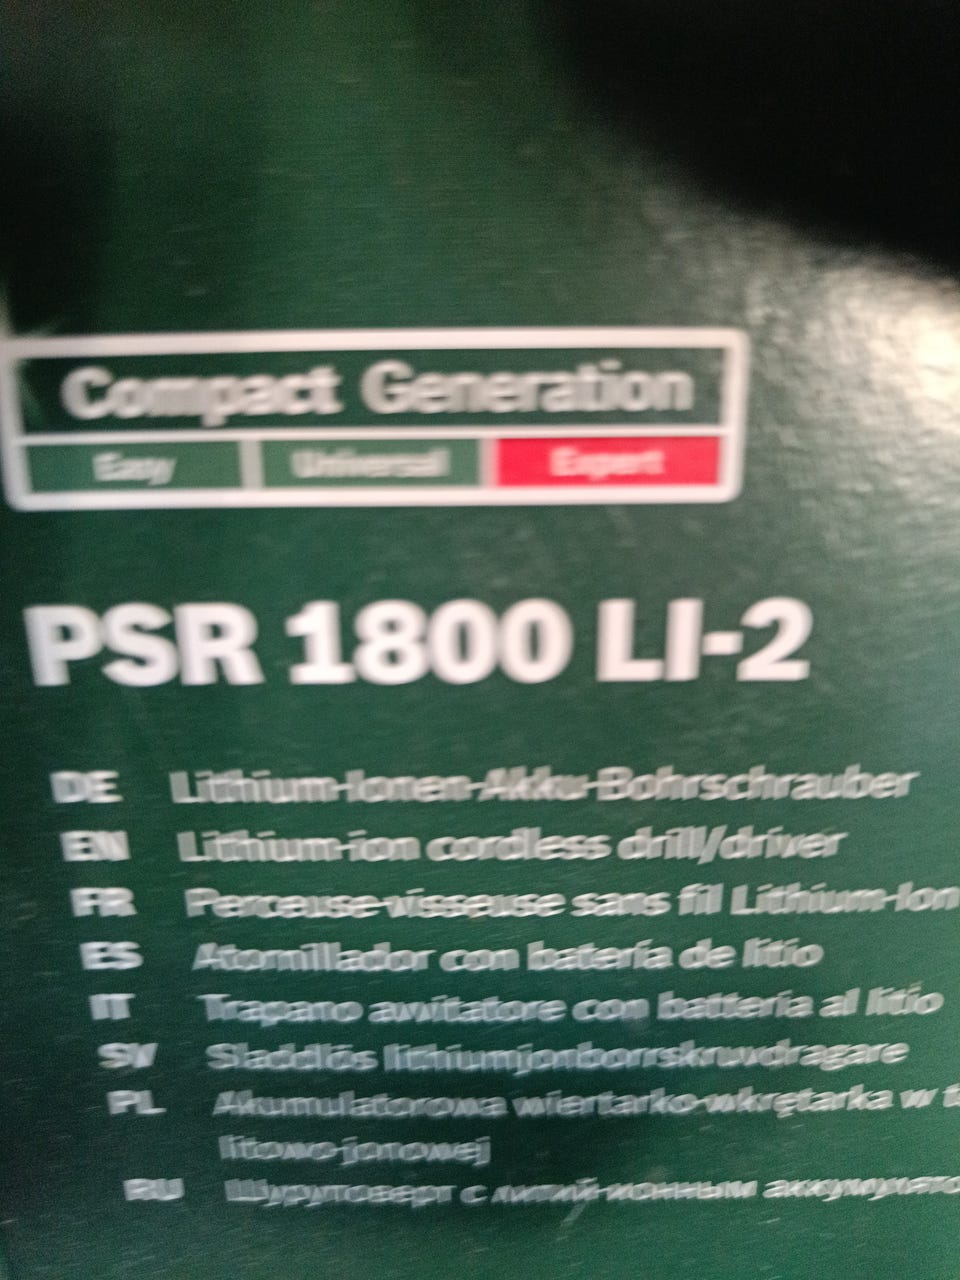 Compact Generation
Easy Universal Expert
PSR 1800 LI-2
DE Lithium-Ionen-Akku-Bohrschrauber
EN Lithium-ion cordless drill/driver
FR Perceuse-visseuse sans fil Lithium-Ion
ES Atornillador con batería de litio
IT Trapano avvitatore con batteria al litio
SV Sladdlös lithiumjonborrskruvdragare
PL Akumulatorowa wiertarko-wkrętarka w
litowo-jonowej
RU Шуруповерт с литий-ионным